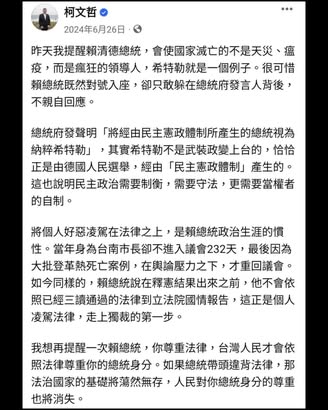 柯文哲
2024年6月26日 ·
昨天我提醒賴清德總統，會使國家滅亡的不是天災、瘟
疫，而是瘋狂的領導人，希特勒就是一個例子。很可惜
賴總統既然對號入座，卻只敢躲在總統府發言人背後，
不親自回應。
總統府發聲明「將經由民主憲政體制所產生的總統視為
納粹希特勒」，其實希特勒不是武裝政變上台的，恰恰
正是由德國人民選舉，經由「民主憲政體制」產生的。
這也說明民主政治需要制衡，需要守法，更需要當權者
的自制。
將個人好惡凌駕在法律之上，是賴總統政治生涯的慣
性。當年身為台南市長卻不進入議會232天，最後因為
大批登革熱死亡案例，在輿論壓力之下，才重回議會。
如今同樣的，賴總統說在釋憲結果出來之前，他不會依
照已經三讀通過的法律到立法院國情報告，這正是個人
凌駕法律，走上獨裁的第一步。
我想再提醒一次賴總統，你尊重法律，台灣人民才會依
照法律尊重你的總統身分。如果總統帶頭違背法律，那
法治國家的基礎將蕩然無存，人民對你總統身分的尊重
也將消失。